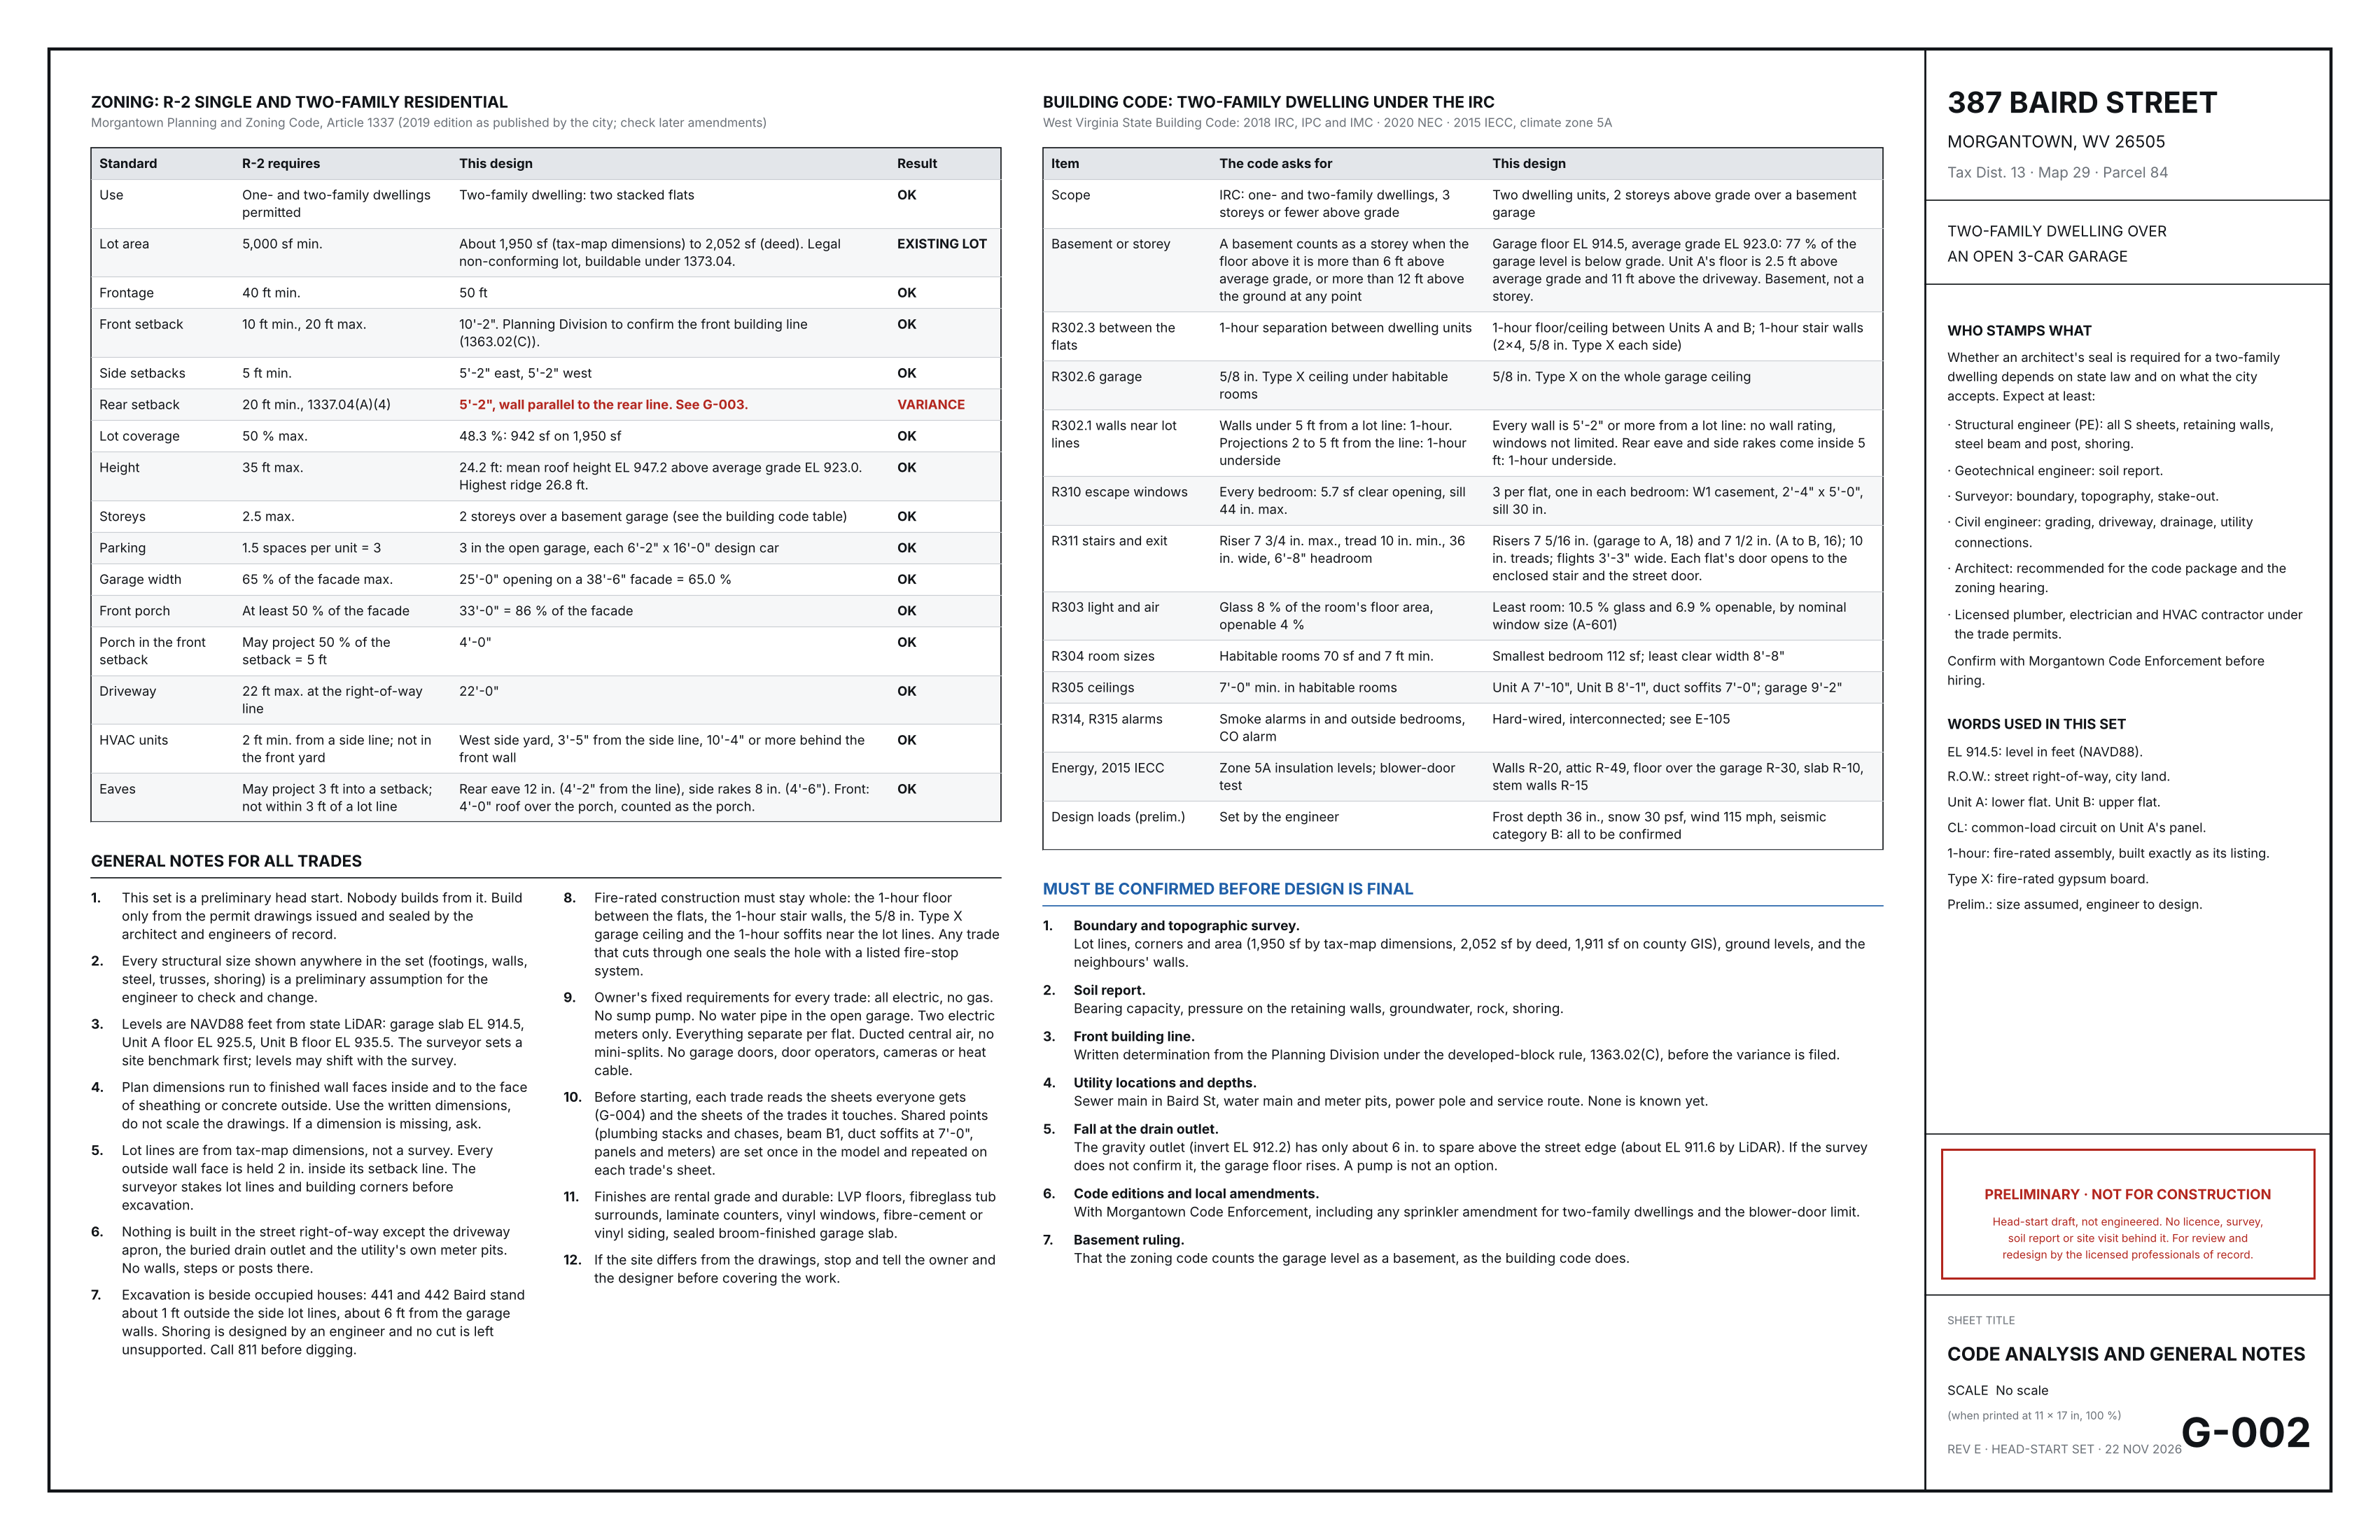 ZONING: R-2 SINGLE AND TWO-FAMILY RESIDENTIAL
Morgantown Planning and Zoning Code, Article 1337 (2019 edition as published by the city; check later amendments)
Standard R-2 requires This design Result
Use One- and two-family dwellings permitted Two-family dwelling: two stacked flats OK
Lot area 5,000 sf min. About 1,950 sf (tax-map dimensions) to 2,052 sf (deed). Legal non-conforming lot, buildable under 1373.04. EXISTING LOT
Frontage 40 ft min. 50 ft OK
Front setback 10 ft min., 20 ft max. 10'-2". Planning Division to confirm the front building line (1363.02(C)). OK
Side setbacks 5 ft min. 5'-2" east, 5'-2" west OK
Rear setback 20 ft min., 1337.04(A)(4) 5'-2", wall parallel to the rear line. See G-003. VARIANCE
Lot coverage 50 % max. 48.3 %: 942 sf on 1,950 sf OK
Height 35 ft max. 24.2 ft: mean roof height EL 947.2 above average grade EL 923.0. Highest ridge 26.8 ft. OK
Storeys 2.5 max. 2 storeys over a basement garage (see the building code table) OK
Parking 1.5 spaces per unit = 3 3 in the open garage, each 6'-2" x 16'-0" design car OK
Garage width 65 % of the facade max. 25'-0" opening on a 38'-6" facade = 65.0 % OK
Front porch At least 50 % of the facade 33'-0" = 86 % of the facade OK
Porch in the front setback May project 50 % of the setback = 5 ft 4'-0" OK
Driveway 22 ft max. at the right-of-way line 22'-0" OK
HVAC units 2 ft min. from a side line; not in the front yard West side yard, 3'-5" from the side line, 10'-4" or more behind the front wall OK
Eaves May project 3 ft into a setback; not within 3 ft of a lot line Rear eave 12 in. (4'-2" from the line), side rakes 8 in. (4'-6"). Front: 4'-0" roof over the porch, counted as the porch. OK
GENERAL NOTES FOR ALL TRADES
1. This set is a preliminary head start. Nobody builds from it. Build
only from the permit drawings issued and sealed by the
architect and engineers of record.
2. Every structural size shown anywhere in the set (footings, walls,
steel, trusses, shoring) is a preliminary assumption for the
engineer to check and change.
3. Levels are NAVD88 feet from state LiDAR: garage slab EL 914.5,
Unit A floor EL 925.5, Unit B floor EL 935.5. The surveyor sets a
site benchmark first; levels may shift with the survey.
4. Plan dimensions run to finished wall faces inside and to the face
of sheathing or concrete outside. Use the written dimensions,
do not scale the drawings. If a dimension is missing, ask.
5. Lot lines are from tax-map dimensions, not a survey. Every
outside wall face is held 2 in. inside its setback line. The
surveyor stakes lot lines and building corners before
excavation.
6. Nothing is built in the street right-of-way except the driveway
apron, the buried drain outlet and the utility's own meter pits.
No walls, steps or posts there.
7. Excavation is beside occupied houses: 441 and 442 Baird stand
about 1 ft outside the side lot lines, about 6 ft from the garage
walls. Shoring is designed by an engineer and no cut is left
unsupported. Call 811 before digging.
8. Fire-rated construction must stay whole: the 1-hour floor
between the flats, the 1-hour stair walls, the 5/8 in. Type X
garage ceiling and the 1-hour soffits near the lot lines. Any trade
that cuts through one seals the hole with a listed fire-stop
system.
9. Owner's fixed requirements for every trade: all electric, no gas.
No sump pump. No water pipe in the open garage. Two electric
meters only. Everything separate per flat. Ducted central air, no
mini-splits. No garage doors, door operators, cameras or heat
cable.
10. Before starting, each trade reads the sheets everyone gets
(G-004) and the sheets of the trades it touches. Shared points
(plumbing stacks and chases, beam B1, duct soffits at 7'-0",
panels and meters) are set once in the model and repeated on
each trade's sheet.
11. Finishes are rental grade and durable: LVP floors, fibreglass tub
surrounds, laminate counters, vinyl windows, fibre-cement or
vinyl siding, sealed broom-finished garage slab.
12. If the site differs from the drawings, stop and tell the owner and
the designer before covering the work.
BUILDING CODE: TWO-FAMILY DWELLING UNDER THE IRC
West Virginia State Building Code: 2018 IRC, IPC and IMC · 2020 NEC · 2015 IECC, climate zone 5A
Item The code asks for This design
Scope IRC: one- and two-family dwellings, 3 storeys or fewer above grade Two dwelling units, 2 storeys above grade over a basement garage
Basement or storey A basement counts as a storey when the floor above it is more than 6 ft above average grade, or more than 12 ft above the ground at any point Garage floor EL 914.5, average grade EL 923.0: 77 % of the garage level is below grade. Unit A's floor is 2.5 ft above average grade and 11 ft above the driveway. Basement, not a storey.
R302.3 between the flats 1-hour separation between dwelling units 1-hour floor/ceiling between Units A and B; 1-hour stair walls (2×4, 5/8 in. Type X each side)
R302.6 garage 5/8 in. Type X ceiling under habitable rooms 5/8 in. Type X on the whole garage ceiling
R302.1 walls near lot lines Walls under 5 ft from a lot line: 1-hour. Projections 2 to 5 ft from the line: 1-hour underside Every wall is 5'-2" or more from a lot line: no wall rating, windows not limited. Rear eave and side rakes come inside 5 ft: 1-hour underside.
R310 escape windows Every bedroom: 5.7 sf clear opening, sill 44 in. max. 3 per flat, one in each bedroom: W1 casement, 2'-4" x 5'-0", sill 30 in.
R311 stairs and exit Riser 7 3/4 in. max., tread 10 in. min., 36 in. wide, 6'-8" headroom Risers 7 5/16 in. (garage to A, 18) and 7 1/2 in. (A to B, 16); 10 in. treads; flights 3'-3" wide. Each flat's door opens to the enclosed stair and the street door.
R303 light and air Glass 8 % of the room's floor area, openable 4 % Least room: 10.5 % glass and 6.9 % openable, by nominal window size (A-601)
R304 room sizes Habitable rooms 70 sf and 7 ft min. Smallest bedroom 112 sf; least clear width 8'-8"
R305 ceilings 7'-0" min. in habitable rooms Unit A 7'-10", Unit B 8'-1", duct soffits 7'-0"; garage 9'-2"
R314, R315 alarms Smoke alarms in and outside bedrooms, CO alarm Hard-wired, interconnected; see E-105
Energy, 2015 IECC Zone 5A insulation levels; blower-door test Walls R-20, attic R-49, floor over the garage R-30, slab R-10, stem walls R-15
Design loads (prelim.) Set by the engineer Frost depth 36 in., snow 30 psf, wind 115 mph, seismic category B: all to be confirmed
MUST BE CONFIRMED BEFORE DESIGN IS FINAL
1. Boundary and topographic survey.
Lot lines, corners and area (1,950 sf by tax-map dimensions, 2,052 sf by deed, 1,911 sf on county GIS), ground levels, and the
neighbours' walls.
2. Soil report.
Bearing capacity, pressure on the retaining walls, groundwater, rock, shoring.
3. Front building line.
Written determination from the Planning Division under the developed-block rule, 1363.02(C), before the variance is filed.
4. Utility locations and depths.
Sewer main in Baird St, water main and meter pits, power pole and service route. None is known yet.
5. Fall at the drain outlet.
The gravity outlet (invert EL 912.2) has only about 6 in. to spare above the street edge (about EL 911.6 by LiDAR). If the survey
does not confirm it, the garage floor rises. A pump is not an option.
6. Code editions and local amendments.
With Morgantown Code Enforcement, including any sprinkler amendment for two-family dwellings and the blower-door limit.
7. Basement ruling.
That the zoning code counts the garage level as a basement, as the building code does.
387 BAIRD STREET
MORGANTOWN, WV 26505
Tax Dist. 13 · Map 29 · Parcel 84
TWO-FAMILY DWELLING OVER
AN OPEN 3-CAR GARAGE
WHO STAMPS WHAT
Whether an architect's seal is required for a two-family
dwelling depends on state law and on what the city
accepts. Expect at least:
· Structural engineer (PE): all S sheets, retaining walls,
steel beam and post, shoring.
· Geotechnical engineer: soil report.
· Surveyor: boundary, topography, stake-out.
· Civil engineer: grading, driveway, drainage, utility
connections.
· Architect: recommended for the code package and the
zoning hearing.
· Licensed plumber, electrician and HVAC contractor under
the trade permits.
Confirm with Morgantown Code Enforcement before
hiring.
WORDS USED IN THIS SET
EL 914.5: level in feet (NAVD88).
R.O.W.: street right-of-way, city land.
Unit A: lower flat. Unit B: upper flat.
CL: common-load circuit on Unit A's panel.
1-hour: fire-rated assembly, built exactly as its listing.
Type X: fire-rated gypsum board.
Prelim.: size assumed, engineer to design.
PRELIMINARY · NOT FOR CONSTRUCTION
Head-start draft, not engineered. No licence, survey,
soil report or site visit behind it. For review and
redesign by the licensed professionals of record.
SHEET TITLE
CODE ANALYSIS AND GENERAL NOTES
SCALE No scale
(when printed at 11 × 17 in, 100 %)
REV E · HEAD-START SET · 22 NOV 2026
G-002